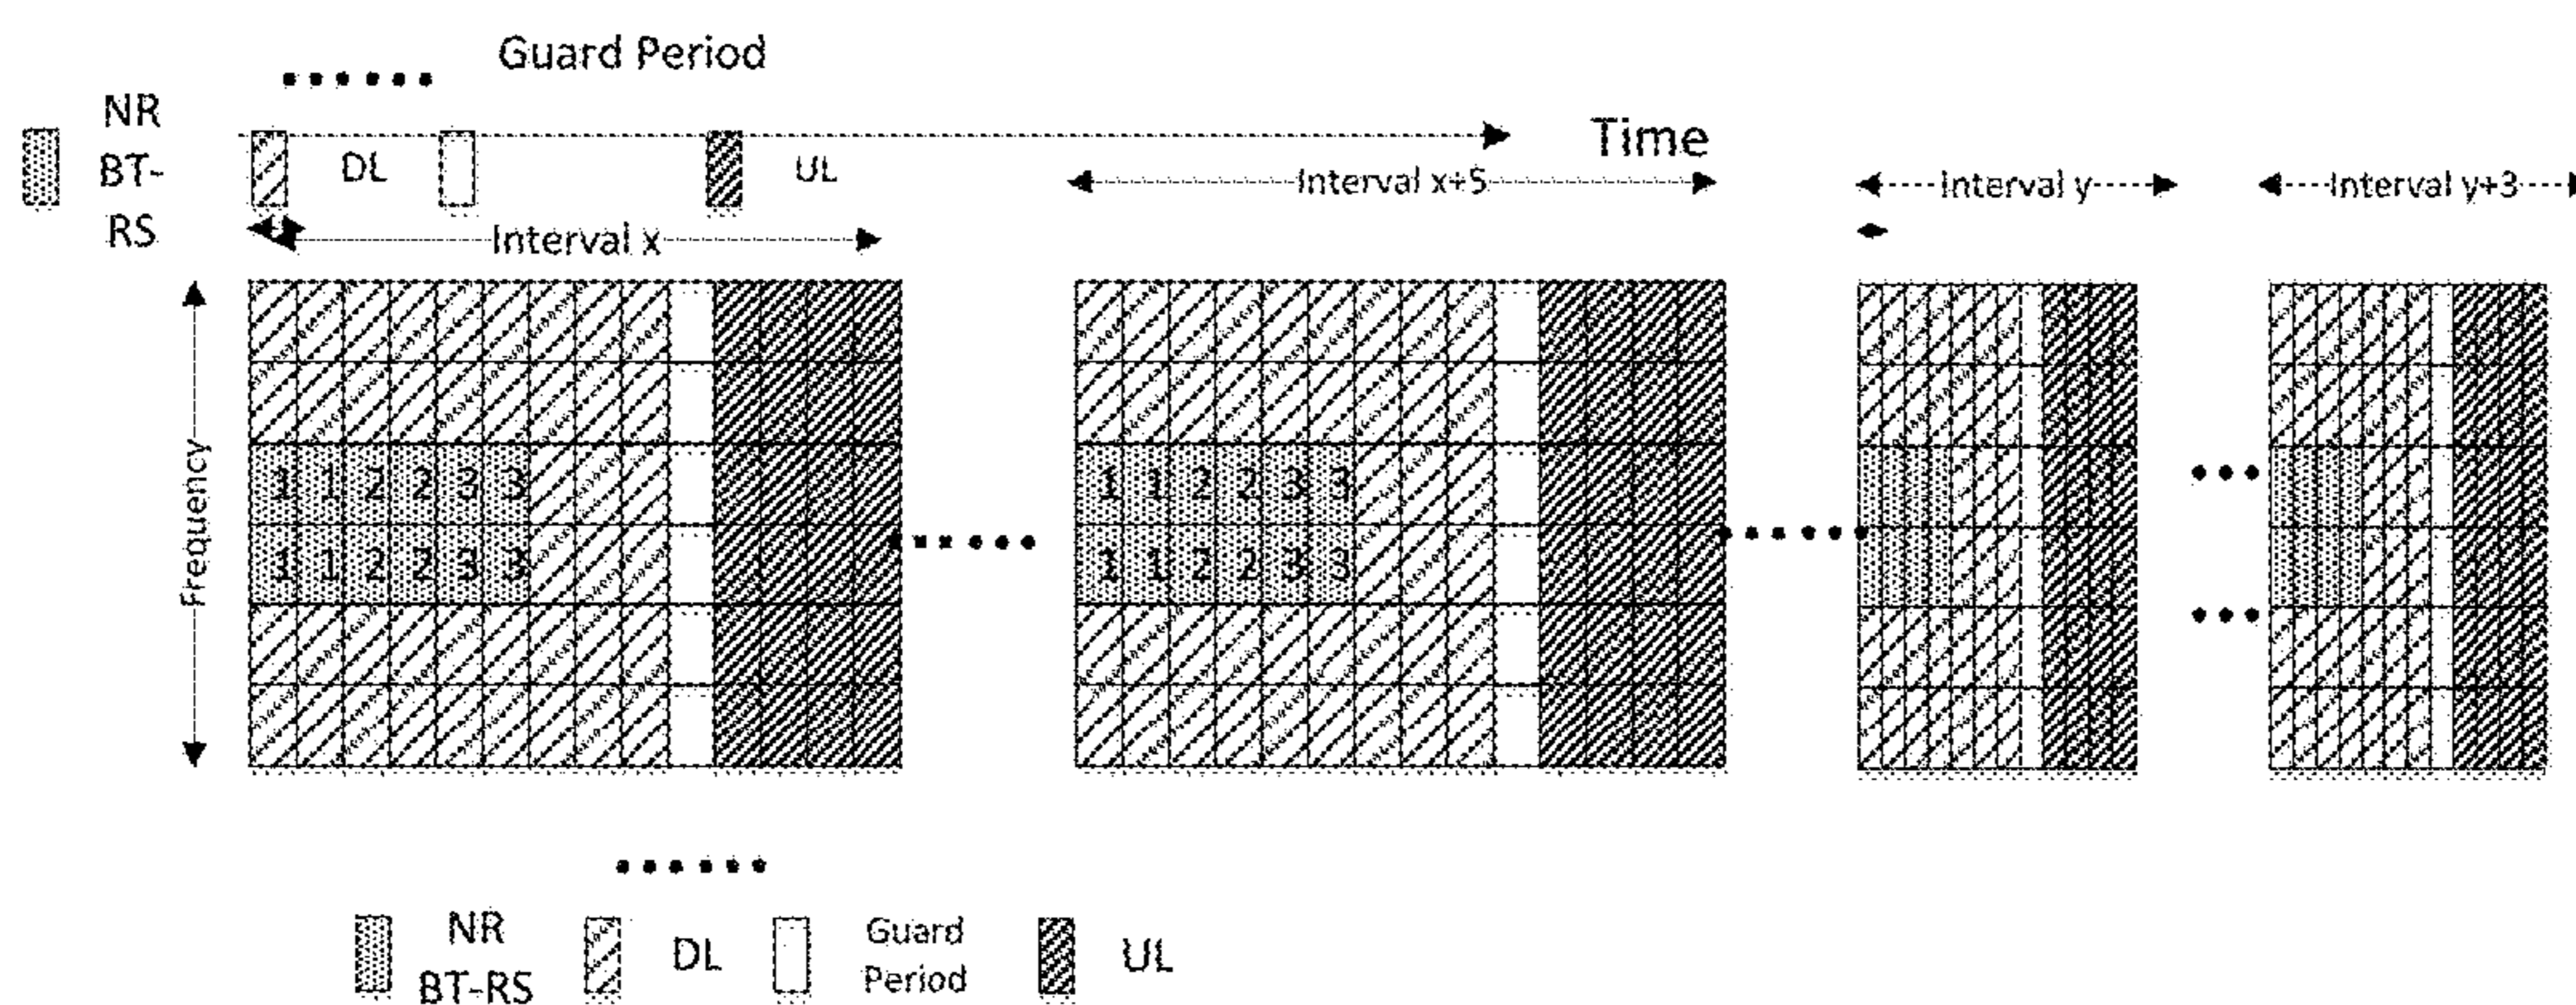 Guard Period
NR
BT-
RS
DL
UL
Time
Interval x
Interval x+5
Interval y
Interval y+3
Frequency
1 1 2 2 3 3
1 1 2 2 3 3
1 1 2 2 3 3
1 1 2 2 3 3
NR
BT-RS
DL
Guard
Period
UL